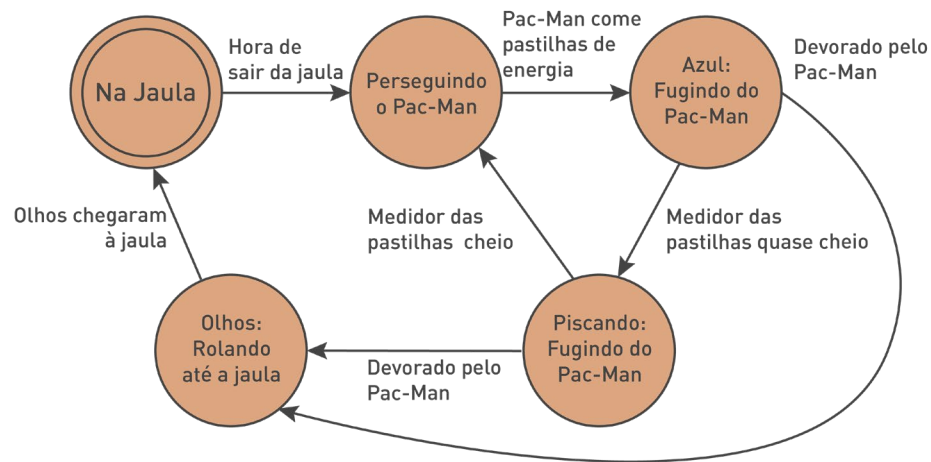 Na Jaula
Hora de
sair da jaula
Perseguindo
o Pac-Man
Pac-Man come
pastilhas de
energia
Azul:
Fugindo do
Pac-Man
Devorado pelo
Pac-Man
Olhos chegaram
à jaula
Medidor das
pastilhas cheio
Medidor das
pastilhas quase cheio
Olhos:
Rolando
até a jaula
Devorado pelo
Pac-Man
Piscando:
Fugindo do
Pac-Man